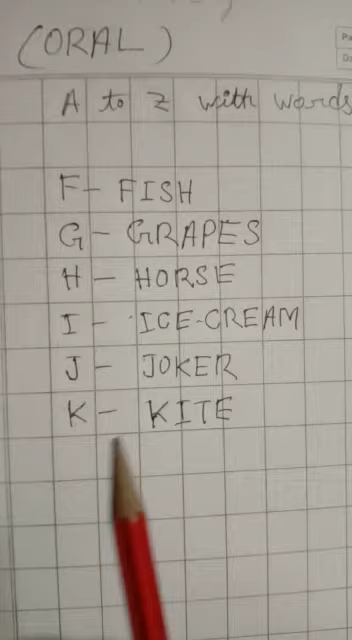 (ORAL)
A to Z with words
F – FISH
G – GRAPES
H – HORSE
I – ICE-CREAM
J – JOKER
K – KITE